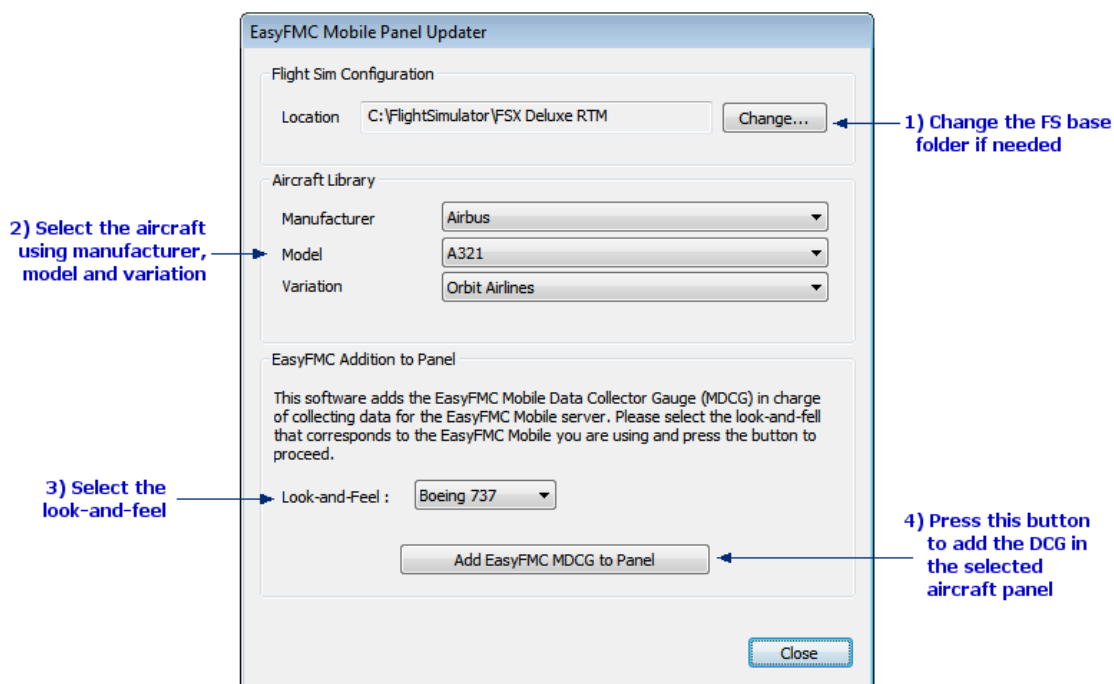 EasyFMC Mobile Panel Updater
Flight Sim Configuration
Location C:\FlightSimulator\FSX Deluxe RTM Change...
1) Change the FS base
folder if needed
Aircraft Library
Manufacturer Airbus
2) Select the aircraft
using manufacturer,
model and variation
Model A321
Variation Orbit Airlines
EasyFMC Addition to Panel
This software adds the EasyFMC Mobile Data Collector Gauge (MDCG) in charge
of collecting data for the EasyFMC Mobile server. Please select the look-and-fell
that corresponds to the EasyFMC Mobile you are using and press the button to
proceed.
3) Select the
look-and-feel
Look-and-Feel : Boeing 737
Add EasyFMC MDCG to Panel
4) Press this button
to add the DCG in
the selected
aircraft panel
Close